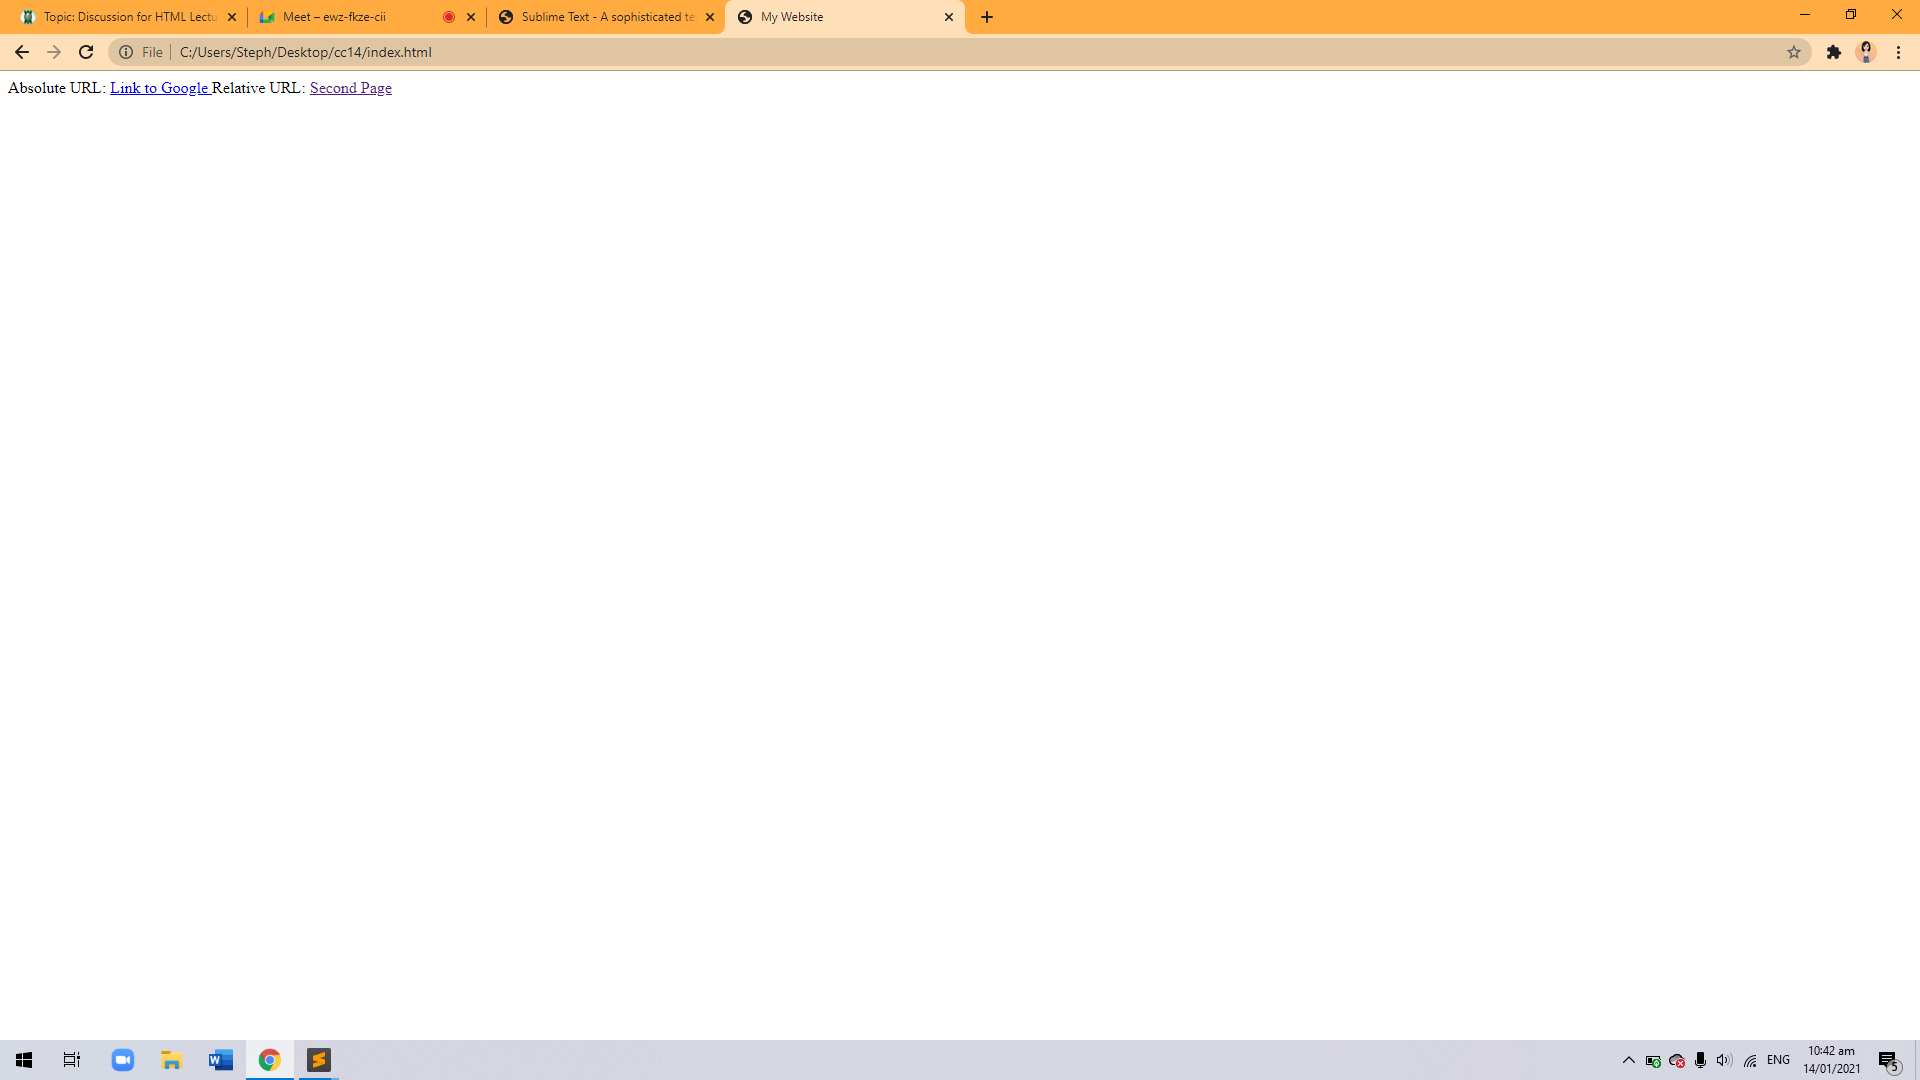 Topic: Discussion for HTML Lectu
Meet – ewz-fkze-cii
Sublime Text - A sophisticated te
My Website
File
C:/Users/Steph/Desktop/cc14/index.html
Absolute URL: Link to Google Relative URL: Second Page
ENG
10:42 am
14/01/2021
5